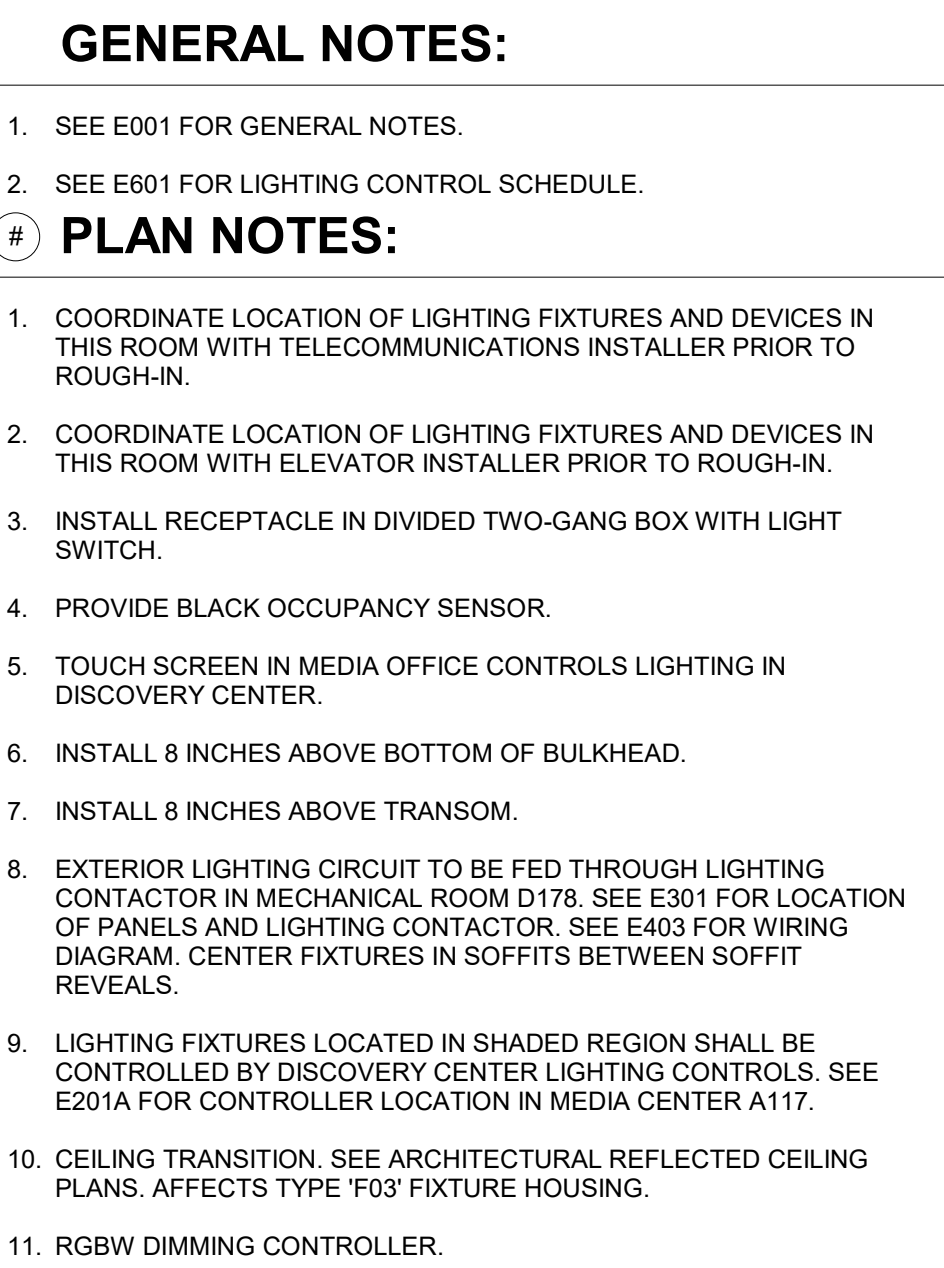 GENERAL NOTES:
1. SEE E001 FOR GENERAL NOTES.
2. SEE E601 FOR LIGHTING CONTROL SCHEDULE.
# PLAN NOTES:
1. COORDINATE LOCATION OF LIGHTING FIXTURES AND DEVICES IN
THIS ROOM WITH TELECOMMUNICATIONS INSTALLER PRIOR TO
ROUGH-IN.
2. COORDINATE LOCATION OF LIGHTING FIXTURES AND DEVICES IN
THIS ROOM WITH ELEVATOR INSTALLER PRIOR TO ROUGH-IN.
3. INSTALL RECEPTACLE IN DIVIDED TWO-GANG BOX WITH LIGHT
SWITCH.
4. PROVIDE BLACK OCCUPANCY SENSOR.
5. TOUCH SCREEN IN MEDIA OFFICE CONTROLS LIGHTING IN
DISCOVERY CENTER.
6. INSTALL 8 INCHES ABOVE BOTTOM OF BULKHEAD.
7. INSTALL 8 INCHES ABOVE TRANSOM.
8. EXTERIOR LIGHTING CIRCUIT TO BE FED THROUGH LIGHTING
CONTACTOR IN MECHANICAL ROOM D178. SEE E301 FOR LOCATION
OF PANELS AND LIGHTING CONTACTOR. SEE E403 FOR WIRING
DIAGRAM. CENTER FIXTURES IN SOFFITS BETWEEN SOFFIT
REVEALS.
9. LIGHTING FIXTURES LOCATED IN SHADED REGION SHALL BE
CONTROLLED BY DISCOVERY CENTER LIGHTING CONTROLS. SEE
E201A FOR CONTROLLER LOCATION IN MEDIA CENTER A117.
10. CEILING TRANSITION. SEE ARCHITECTURAL REFLECTED CEILING
PLANS. AFFECTS TYPE 'F03' FIXTURE HOUSING.
11. RGBW DIMMING CONTROLLER.